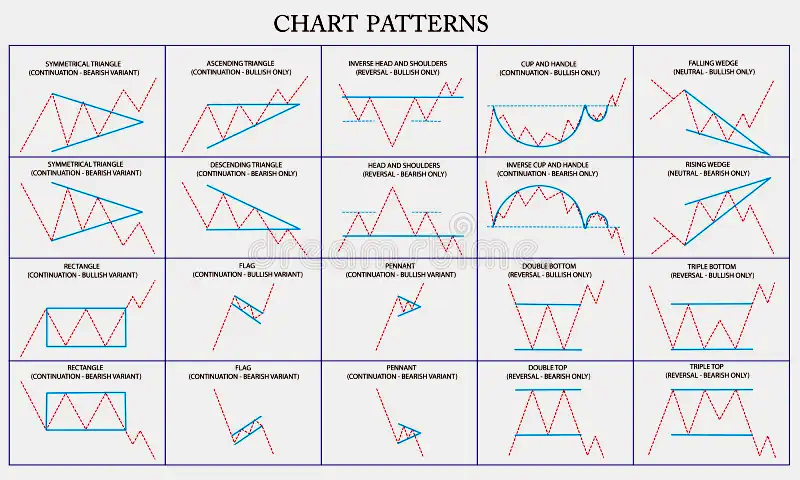 CHART PATTERNS
SYMMETRICAL TRIANGLE
(CONTINUATION - BEARISH VARIANT)
ASCENDING TRIANGLE
(CONTINUATION - BULLISH ONLY)
INVERSE HEAD AND SHOULDERS
(REVERSAL - BULLISH ONLY)
CUP AND HANDLE
(CONTINUATION - BULLISH ONLY)
FALLING WEDGE
(NEUTRAL - BULLISH ONLY)
SYMMETRICAL TRIANGLE
(CONTINUATION - BEARISH VARIANT)
DESCENDING TRIANGLE
(CONTINUATION - BULLISH ONLY)
HEAD AND SHOULDERS
(REVERSAL - BEARISH ONLY)
INVERSE CUP AND HANDLE
(CONTINUATION - BEARISH ONLY)
RISING WEDGE
(NEUTRAL - BEARISH ONLY)
dreamstime.com
RECTANGLE
(CONTINUATION - BULLISH VARIANT)
FLAG
(CONTINUATION - BULLISH VARIANT)
PENNANT
(CONTINUATION - BULLISH VARIANT)
DOUBLE BOTTOM
(REVERSAL - BULLISH ONLY)
TRIPLE BOTTOM
(REVERSAL - BULLISH ONLY)
RECTANGLE
(CONTINUATION - BEARISH VARIANT)
FLAG
(CONTINUATION - BEARISH VARIANT)
PENNANT
(CONTINUATION - BEARISH VARIANT)
DOUBLE TOP
(REVERSAL - BEARISH ONLY)
TRIPLE TOP
(REVERSAL - BEARISH ONLY)